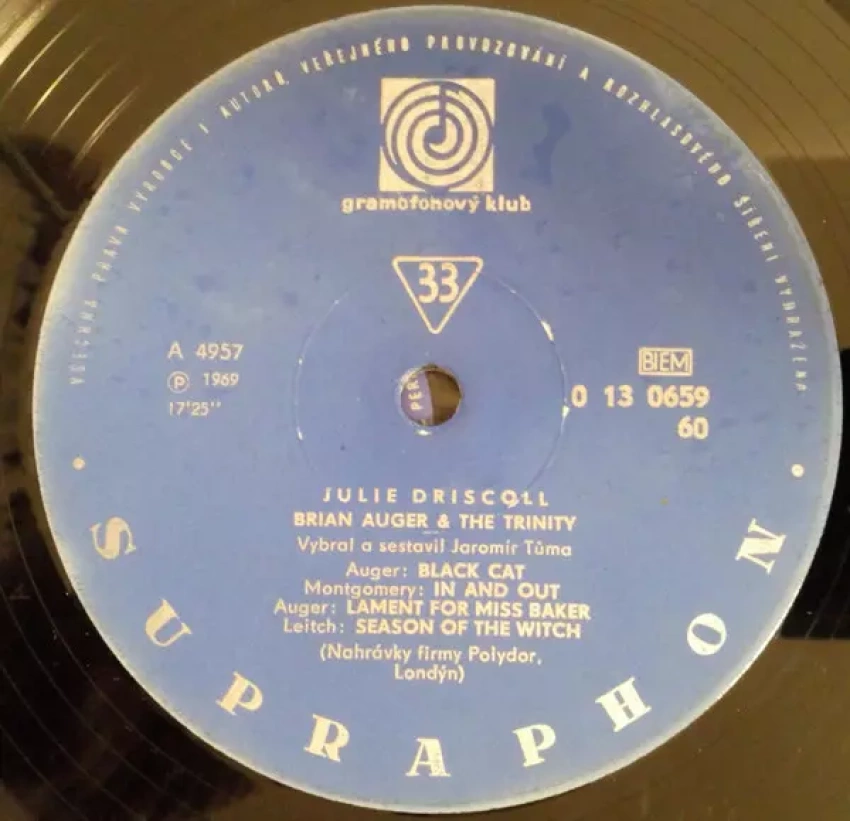 VŠECHNA PRÁVA VÝROBCE I AUTORŮ, VEŘEJNÉHO PROVOZOVÁNÍ A ROZHLASOVÉHO ŠÍŘENÍ VYHRAZENA
gramofonový klub
33
A 4957
Ⓟ 1969
17'25''
BIEM
0 13 0659
60
PER
JULIE DRISCOLL
BRIAN AUGER & THE TRINITY
Vybral a sestavil Jaromír Tůma
Auger: BLACK CAT
Montgomery: IN AND OUT
Auger: LAMENT FOR MISS BAKER
Leitch: SEASON OF THE WITCH
(Nahrávky firmy Polydor,
Londýn)
SUPRAPHON